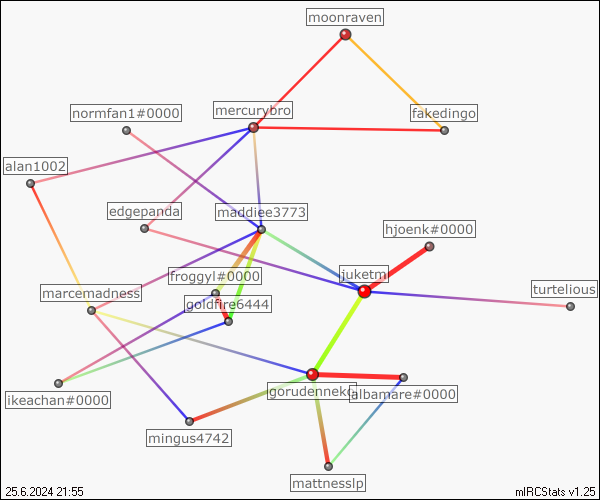 moonraven
normfan1#0000
mercurybro
fakedingo
alan1002
edgepanda
maddiee3773
hjoenk#0000
froggyl#0000
juketm
marcemadness
goldfire6444
turtelious
ikeachan#0000
gorudenneko
albamare#0000
mingus4742
mattnesslp
25.6.2024 21:55
mIRCStats v1.25